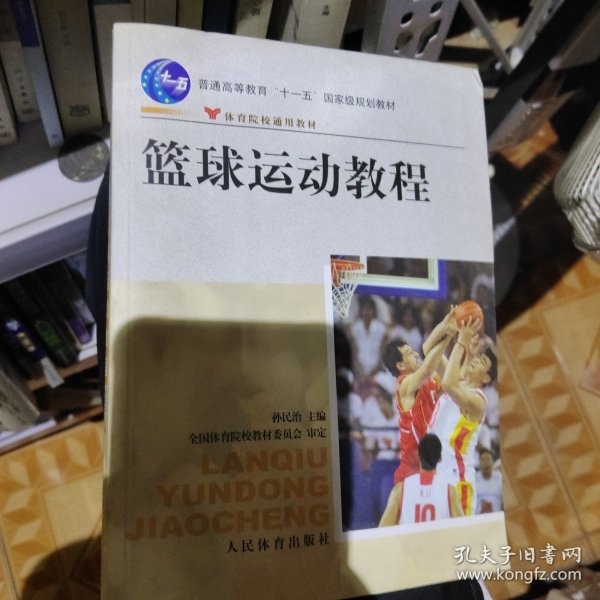 十一五
普通高等教育“十一五”国家级规划教材
体育院校通用教材
篮球运动教程
孙民治 主编
全国体育院校教材委员会 审定
LANQIU
YUNDONG
JIAOCHENG
人民体育出版社
10
孔夫子旧书网
www.kongfz.com